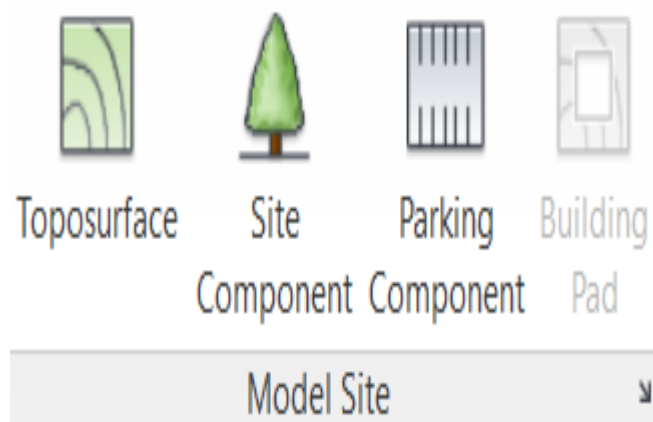 Toposurface
Site
Component
Parking
Component
Building
Pad
Model Site